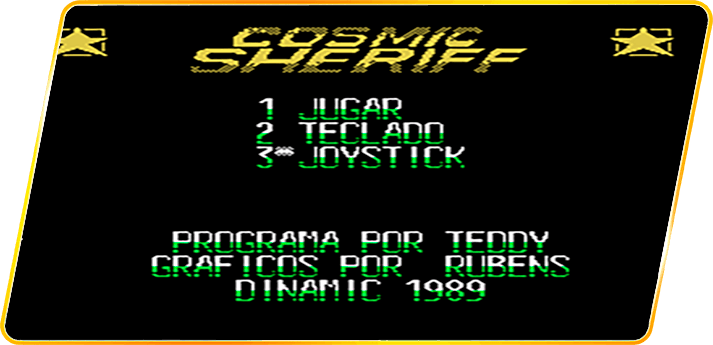 COSMIC
SHERIFF
1 JUGAR
2 TECLADO
3*JOYSTICK
PROGRAMA POR TEDDY
GRAFICOS POR RUBENS
DINAMIC 1989